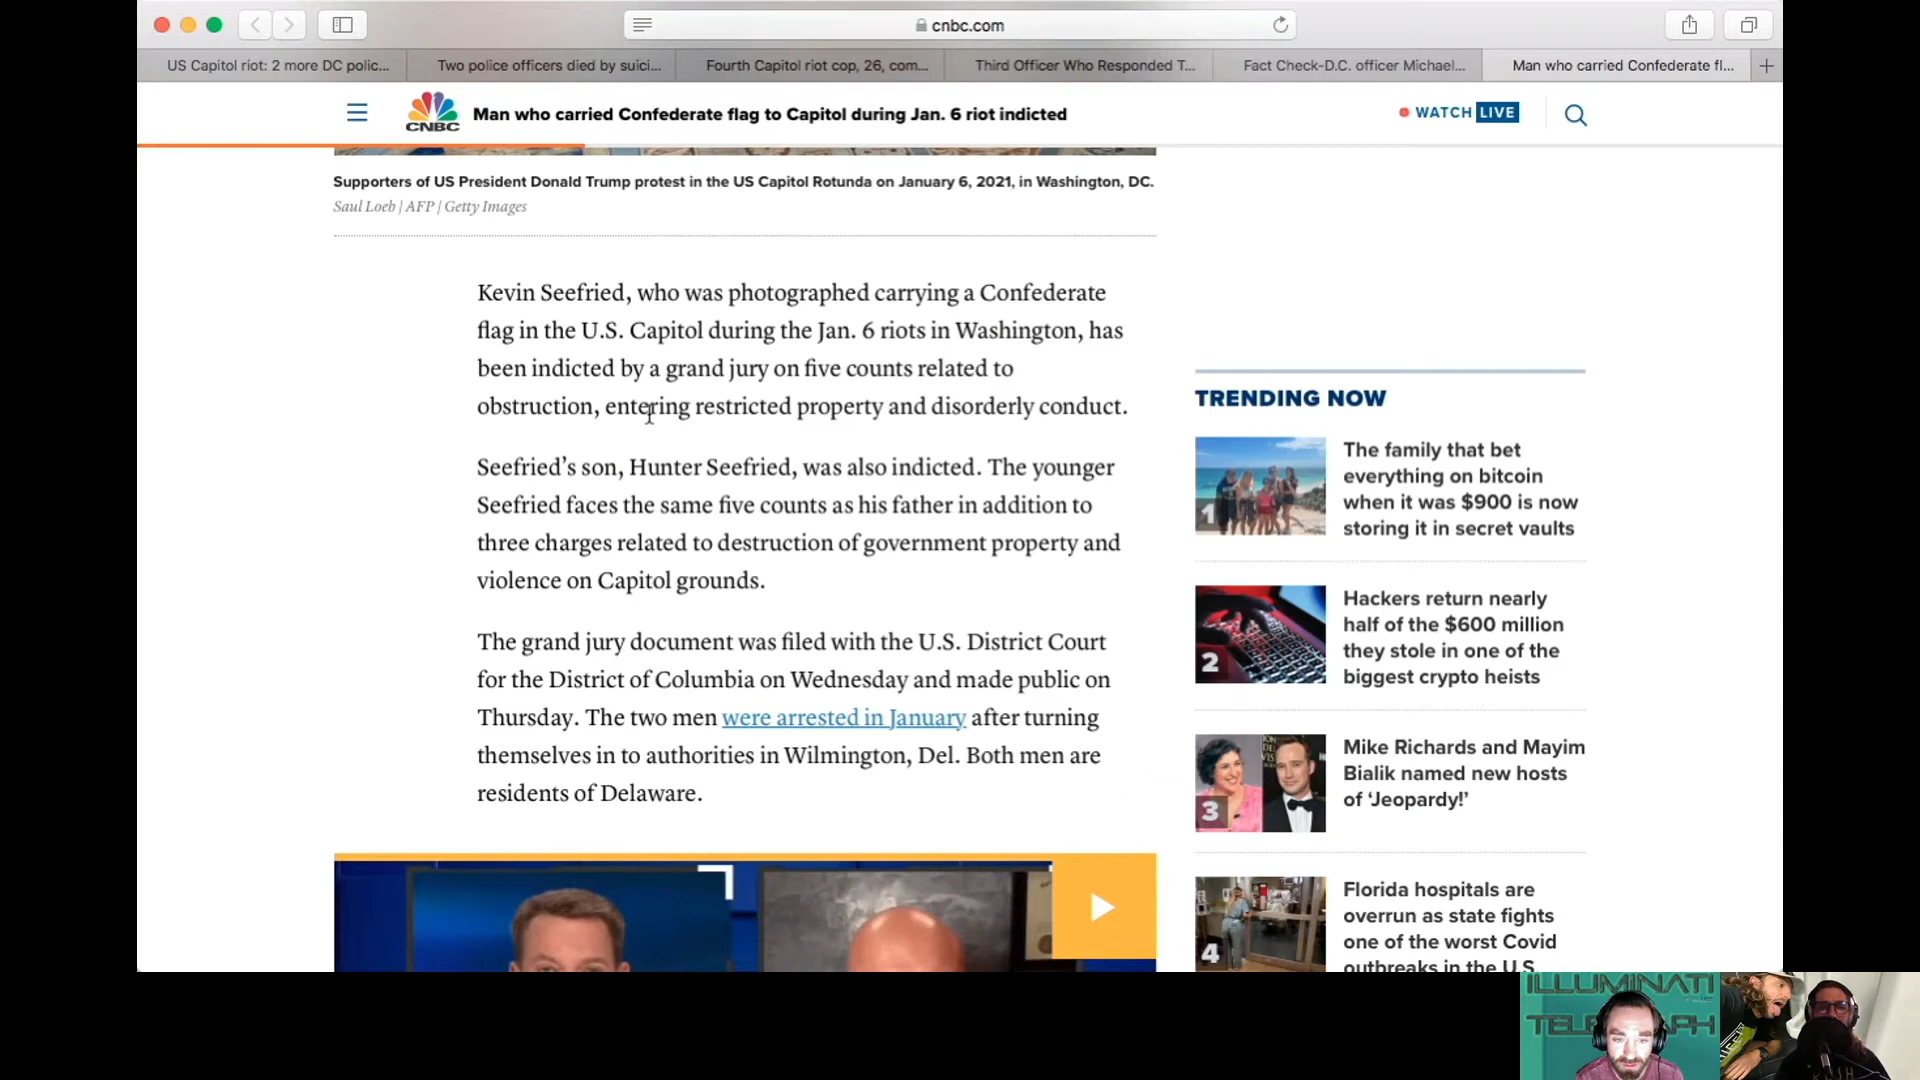 cnbc.com
US Capitol riot: 2 more DC polic...
Two police officers died by suici...
Fourth Capitol riot cop, 26, com...
Third Officer Who Responded T...
Fact Check-D.C. officer Michael...
Man who carried Confederate fl...
CNBC
Man who carried Confederate flag to Capitol during Jan. 6 riot indicted
WATCH LIVE
Supporters of US President Donald Trump protest in the US Capitol Rotunda on January 6, 2021, in Washington, DC.
Saul Loeb | AFP | Getty Images
Kevin Seefried, who was photographed carrying a Confederate
flag in the U.S. Capitol during the Jan. 6 riots in Washington, has
been indicted by a grand jury on five counts related to
obstruction, entering restricted property and disorderly conduct.
Seefried’s son, Hunter Seefried, was also indicted. The younger
Seefried faces the same five counts as his father in addition to
three charges related to destruction of government property and
violence on Capitol grounds.
The grand jury document was filed with the U.S. District Court
for the District of Columbia on Wednesday and made public on
Thursday. The two men were arrested in January after turning
themselves in to authorities in Wilmington, Del. Both men are
residents of Delaware.
TRENDING NOW
1
The family that bet
everything on bitcoin
when it was $900 is now
storing it in secret vaults
2
Hackers return nearly
half of the $600 million
they stole in one of the
biggest crypto heists
3
Mike Richards and Mayim
Bialik named new hosts
of ‘Jeopardy!’
4
Florida hospitals are
overrun as state fights
one of the worst Covid
outbreaks in the U.S.
ILLUMINATI